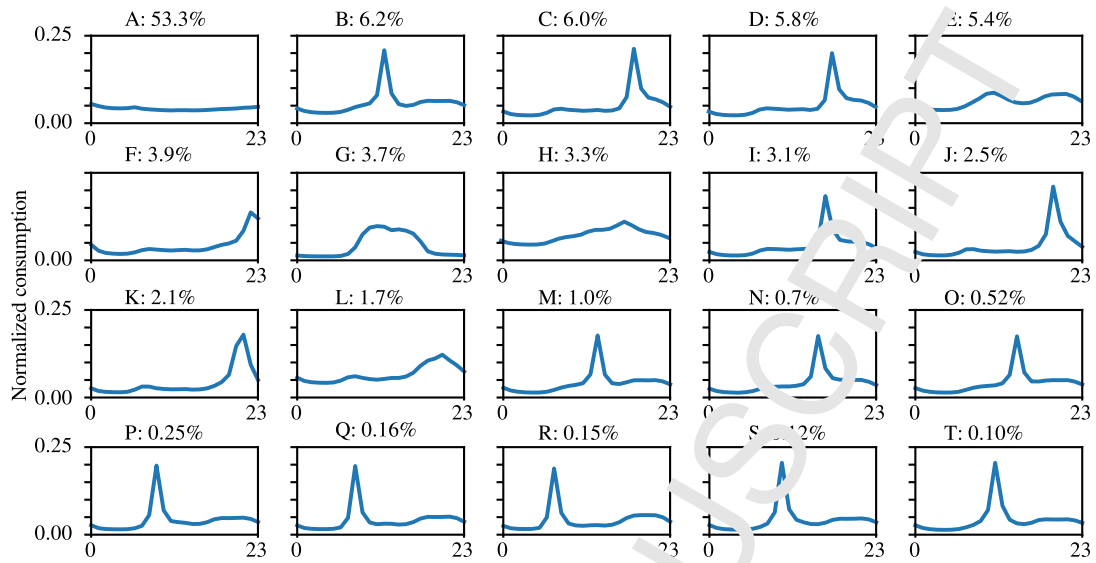 A: 53.3% B: 6.2% C: 6.0% D: 5.8% E: 5.4%
0.25
0.00
0 23 0 23 0 23 0 23 0 23
F: 3.9% G: 3.7% H: 3.3% I: 3.1% J: 2.5%
Normalized consumption
0.00
0 23 0 23 0 23 0 23 0 23
K: 2.1% L: 1.7% M: 1.0% N: 0.7% O: 0.52%
0.25
0.00
0 23 0 23 0 23 0 23 0 23
P: 0.25% Q: 0.16% R: 0.15% S: 0.12% T: 0.10%
0.25
0.00
0 23 0 23 0 23 0 23 0 23
USCRIPT